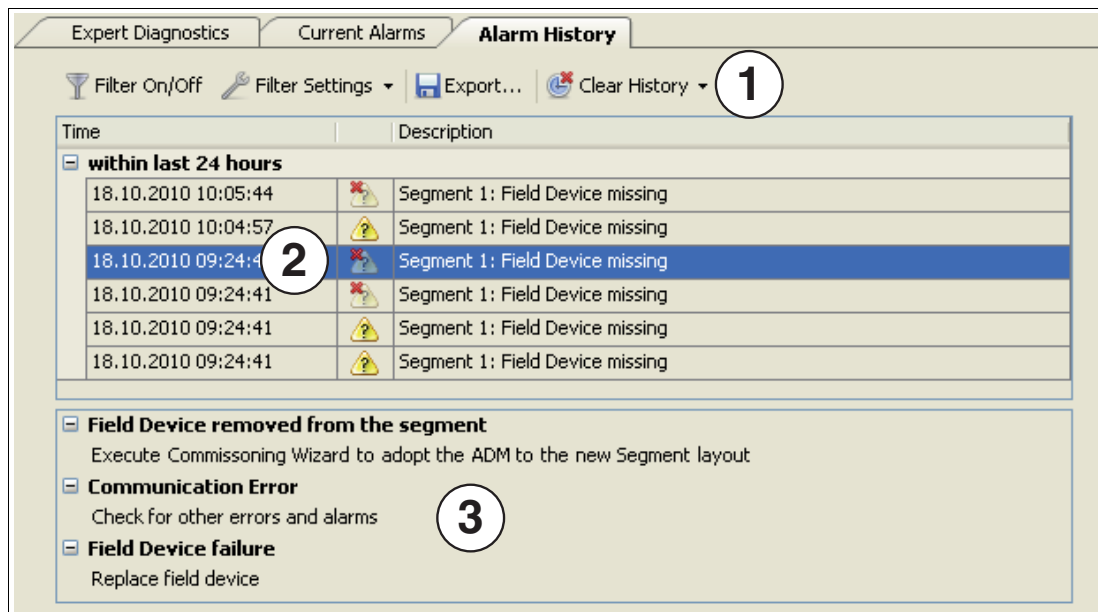 Expert Diagnostics Current Alarms Alarm History
Filter On/Off Filter Settings Export... Clear History 1
Time Description
within last 24 hours
18.10.2010 10:05:44 Segment 1: Field Device missing
18.10.2010 10:04:57 Segment 1: Field Device missing
18.10.2010 09:24:4 2 Segment 1: Field Device missing
18.10.2010 09:24:41 Segment 1: Field Device missing
18.10.2010 09:24:41 Segment 1: Field Device missing
18.10.2010 09:24:41 Segment 1: Field Device missing
Field Device removed from the segment
Execute Commissoning Wizard to adopt the ADM to the new Segment layout
Communication Error
Check for other errors and alarms 3
Field Device failure
Replace field device